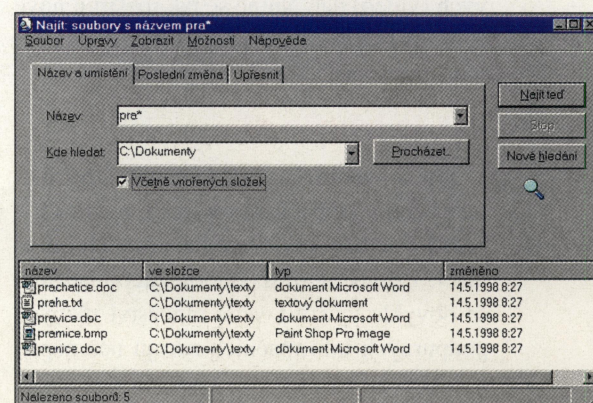 Najít: soubory s názvem pra*
Soubor Upravy Zobrazit Možnosti Nápověda
Název a umístění Poslední změna Upřesnit
Najít teď
Název: pra*
Stop
Kde hledat: C:\Dokumenty Procházet... Nové hledání
Včetně vnořených složek
název ve složce typ změněno
prachatice.doc C:\Dokumenty\texty dokument Microsoft Word 14.5.1998 8:27
praha.txt C:\Dokumenty\texty textový dokument 14.5.1998 8:27
pravice.doc C:\Dokumenty\texty dokument Microsoft Word 14.5.1998 8:27
pramice.bmp C:\Dokumenty\texty Paint Shop Pro Image 14.5.1998 8:27
pranice.doc C:\Dokumenty\texty dokument Microsoft Word 14.5.1998 8:27
Nalezeno souborů: 5